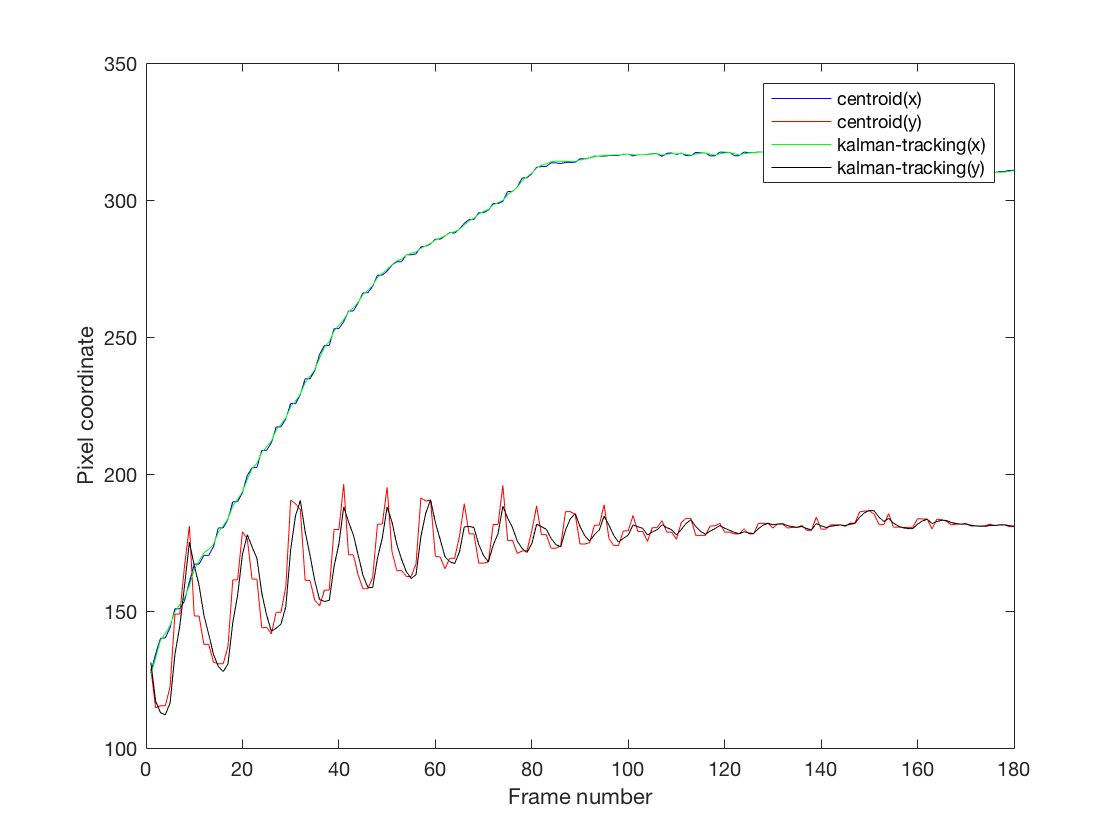 350
300
250
200
150
100
Pixel coordinate
centroid(x)
centroid(y)
kalman-tracking(x)
kalman-tracking(y)
0 20 40 60 80 100 120 140 160 180
Frame number